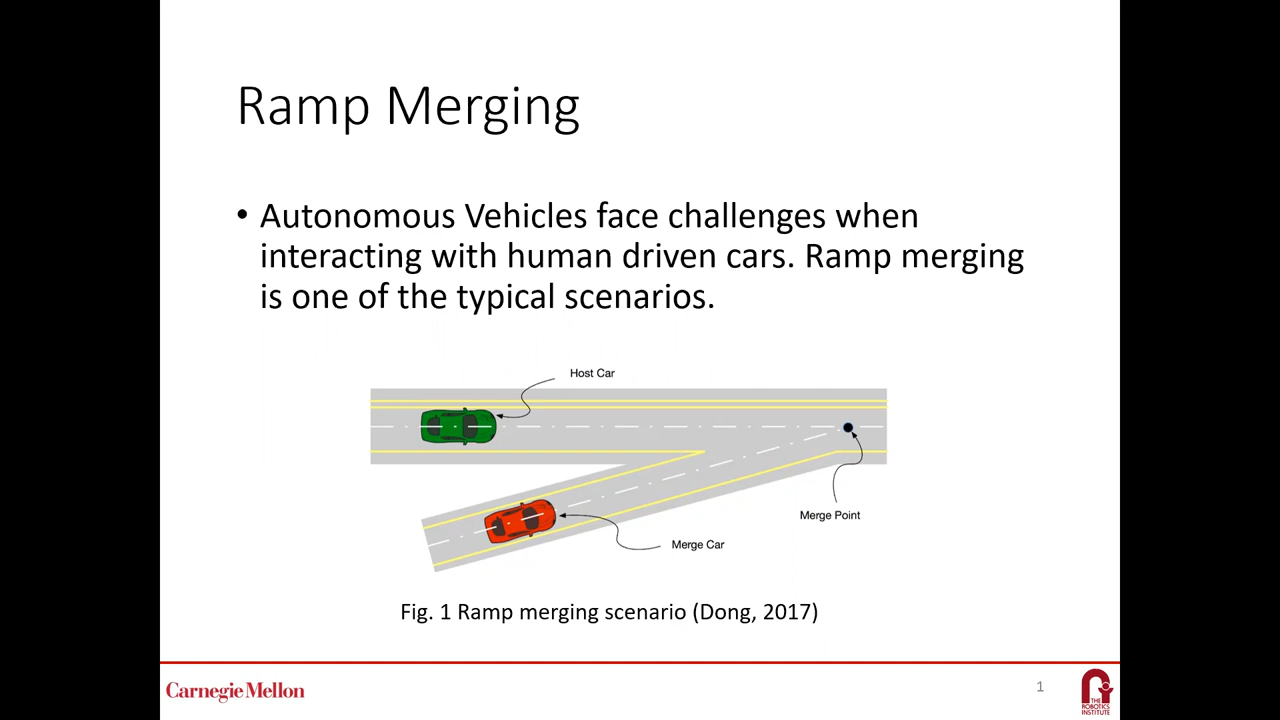 Ramp Merging
• Autonomous Vehicles face challenges when
interacting with human driven cars. Ramp merging
is one of the typical scenarios.
Host Car
Merge Point
Merge Car
Fig. 1 Ramp merging scenario (Dong, 2017)
Carnegie Mellon
1
THE
ROBOTICS
INSTITUTE